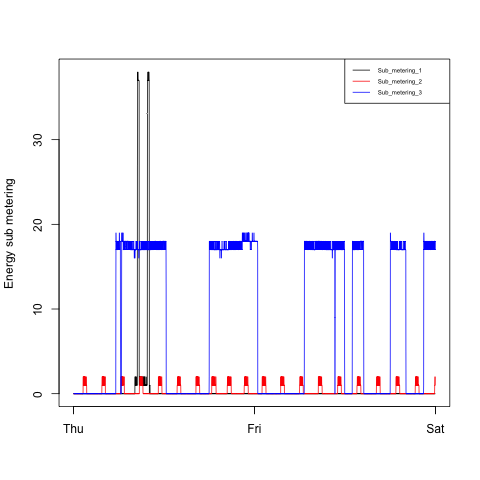 Sub_metering_1
Sub_metering_2
Sub_metering_3
Energy sub metering
30
20
10
0
Thu Fri Sat